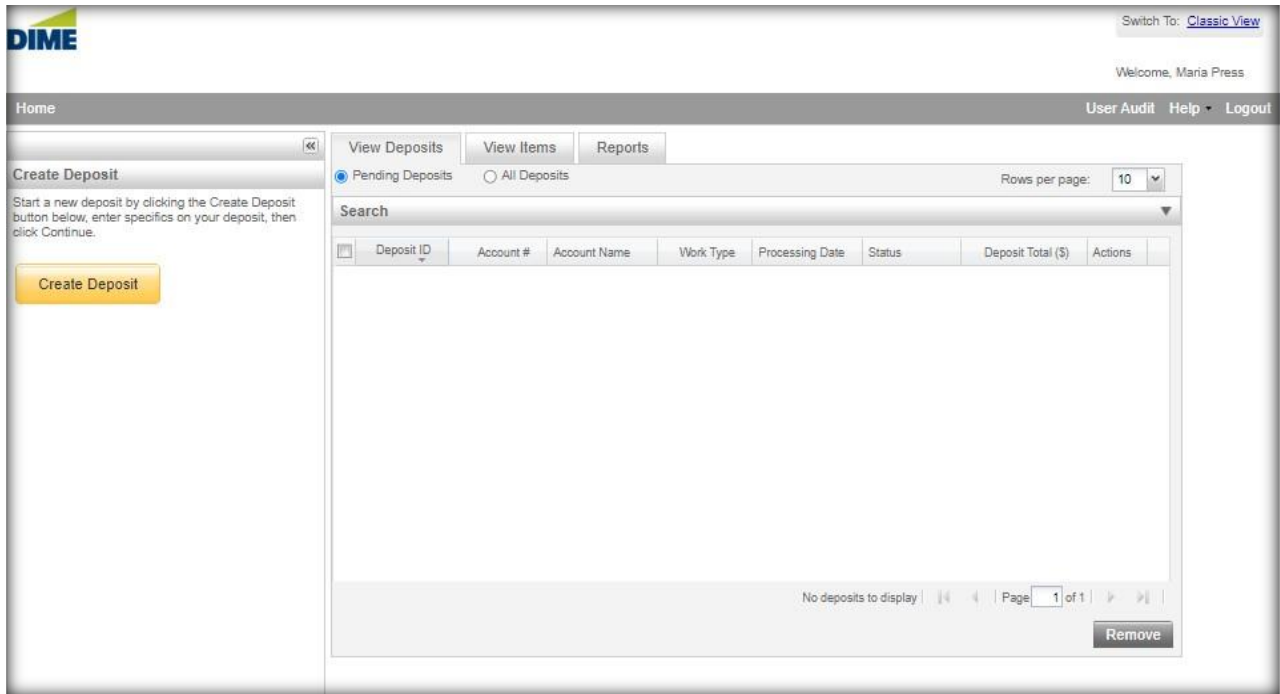 DIME
Switch To: Classic View
Welcome, Maria Press
Home
User Audit Help Logout
Create Deposit
Start a new deposit by clicking the Create Deposit
button below, enter specifics on your deposit, then
click Continue.
Create Deposit
View Deposits View Items Reports
Pending Deposits All Deposits
Rows per page: 10
Search
Deposit ID Account # Account Name Work Type Processing Date Status Deposit Total ($) Actions
No deposits to display Page 1 of 1
Remove